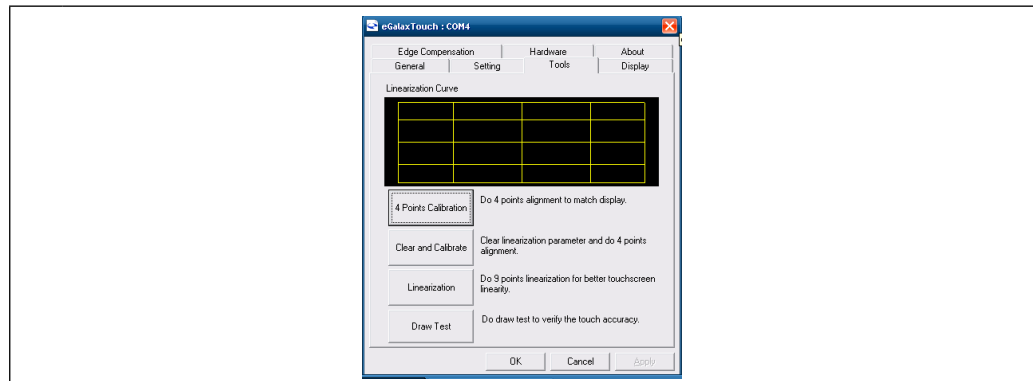 eGalaxTouch : COM4
Edge Compensation Hardware About
General Setting Tools Display
Linearization Curve
4 Points Calibration Do 4 points alignment to match display.
Clear and Calibrate Clear linearization parameter and do 4 points
alignment.
Linearization Do 9 points linearization for better touchscreen
linearity.
Draw Test Do draw test to verify the touch accuracy.
OK Cancel Apply